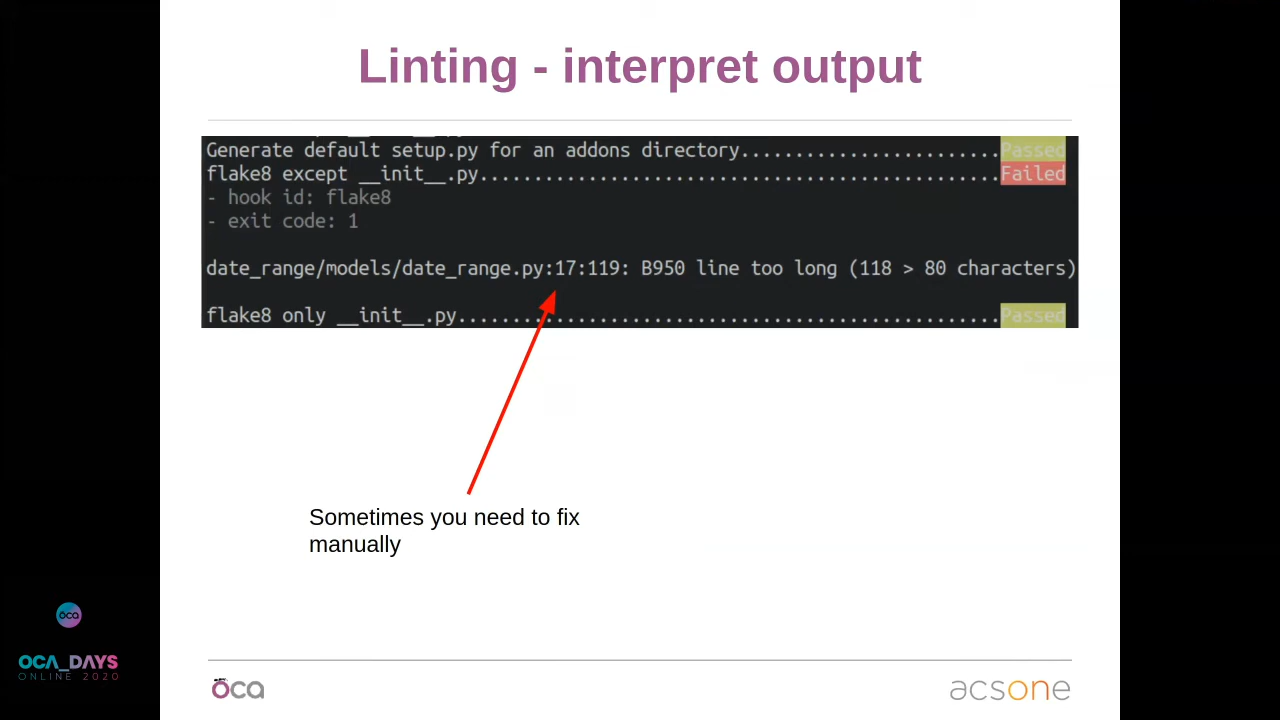 Linting - interpret output
Generate default setup.py for an addons directory........................Passed
flake8 except __init__.py................................................Failed
- hook id: flake8
- exit code: 1
date_range/models/date_range.py:17:119: B950 line too long (118 > 80 characters)
flake8 only __init__.py..................................................Passed
Sometimes you need to fix
manually
oca
OCA_DAYS
ONLINE 2020
ōca
acsone